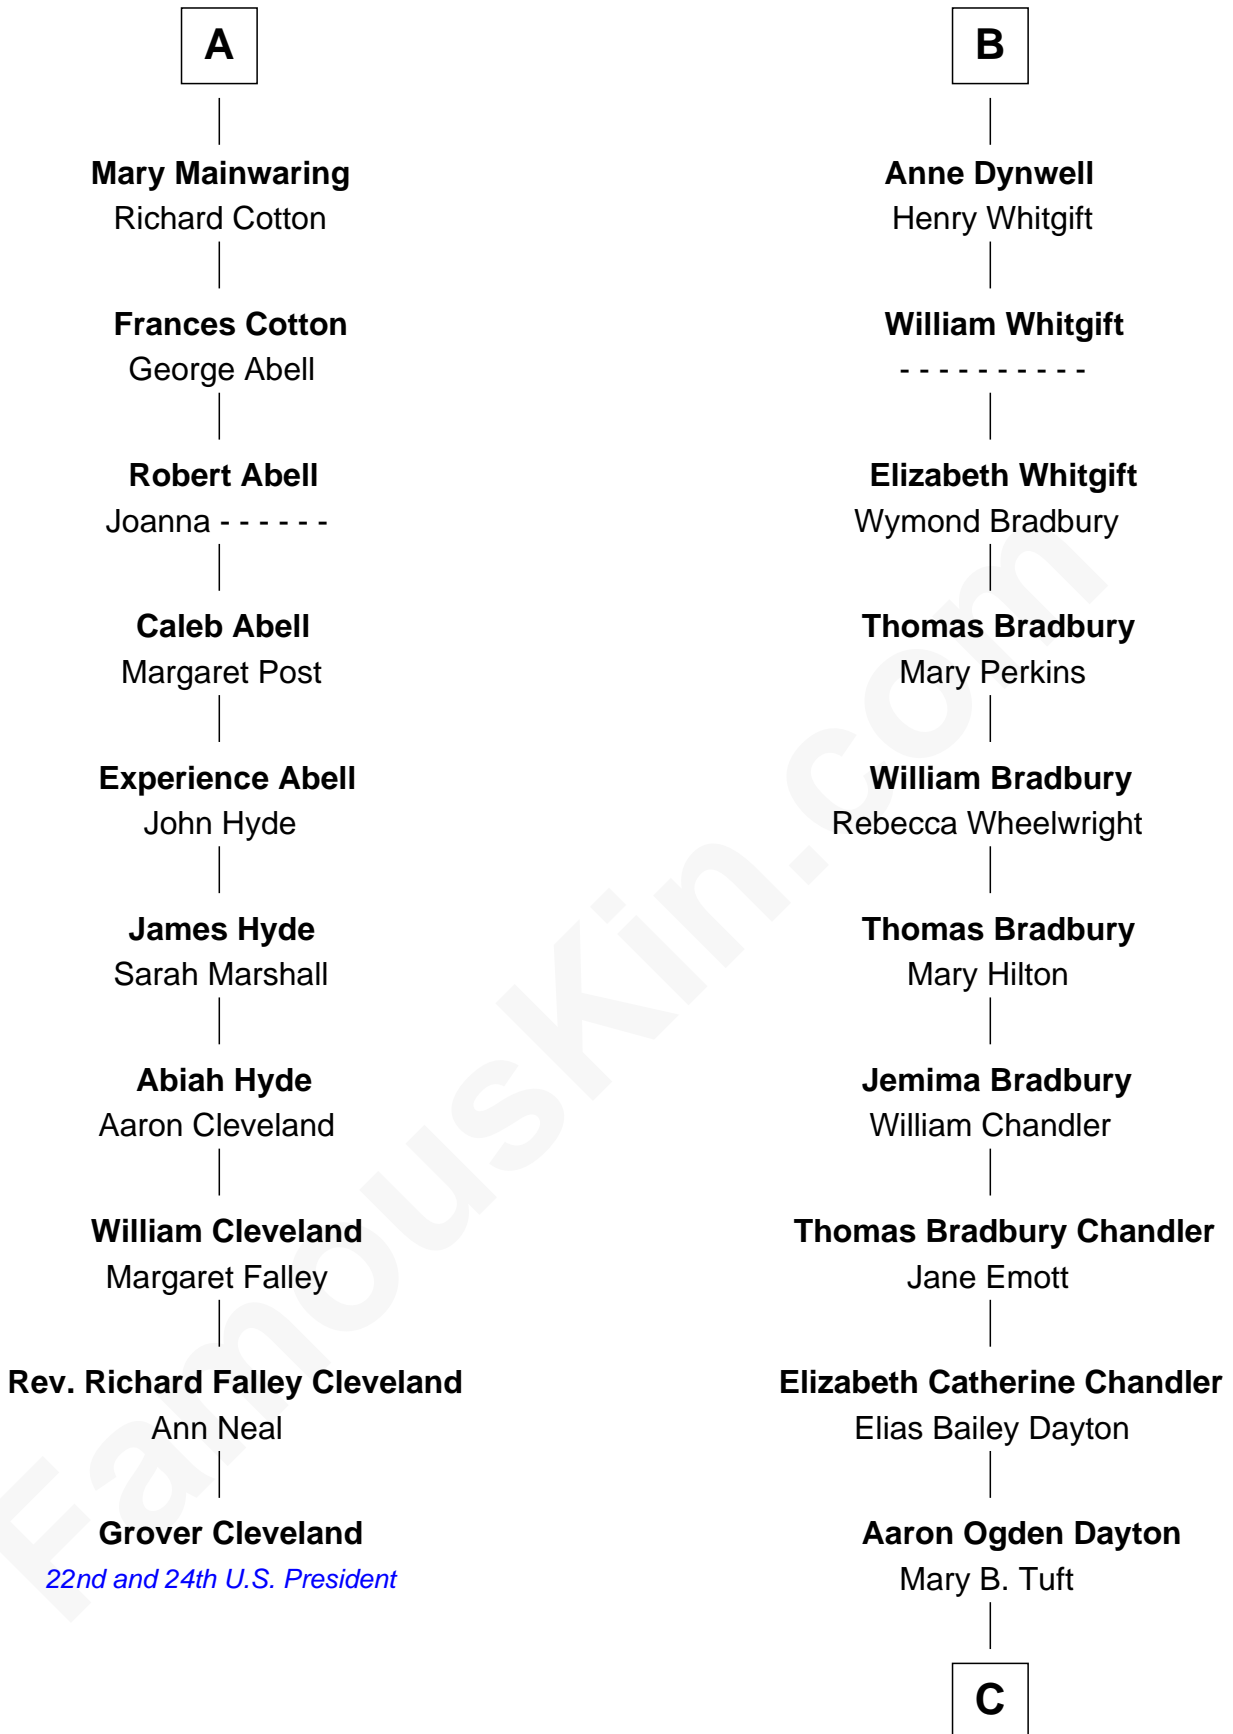 A
Mary Mainwaring
Richard Cotton
Frances Cotton
George Abell
Robert Abell
Joanna - - - - - -
Caleb Abell
Margaret Post
Experience Abell
John Hyde
James Hyde
Sarah Marshall
Abiah Hyde
Aaron Cleveland
William Cleveland
Margaret Falley
Rev. Richard Falley Cleveland
Ann Neal
Grover Cleveland
22nd and 24th U.S. President
B
Anne Dynwell
Henry Whitgift
William Whitgift
- - - - - - - - - -
Elizabeth Whitgift
Wymond Bradbury
Thomas Bradbury
Mary Perkins
William Bradbury
Rebecca Wheelwright
Thomas Bradbury
Mary Hilton
Jemima Bradbury
William Chandler
Thomas Bradbury Chandler
Jane Emott
Elizabeth Catherine Chandler
Elias Bailey Dayton
Aaron Ogden Dayton
Mary B. Tuft
C
FamousKin.com